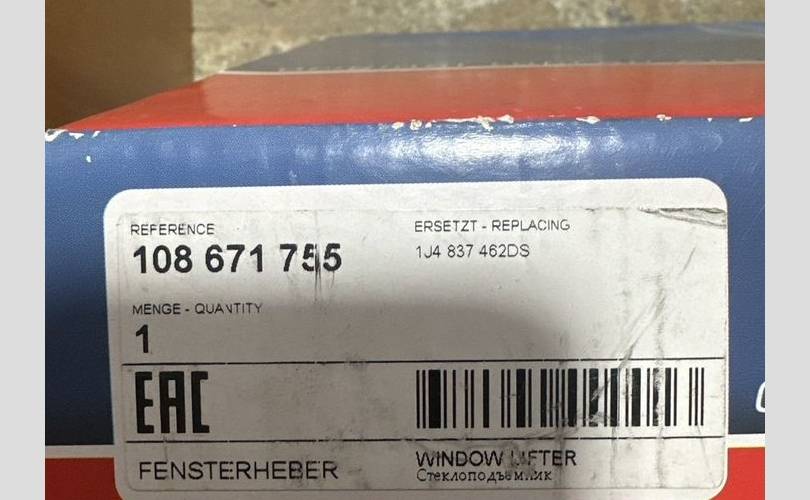 REFERENCE
108 671 755
ERSETZT - REPLACING
1J4 837 462DS
MENGE - QUANTITY
1
EAC
FENSTERHEBER
WINDOW LIFTER
Стеклоподъемник